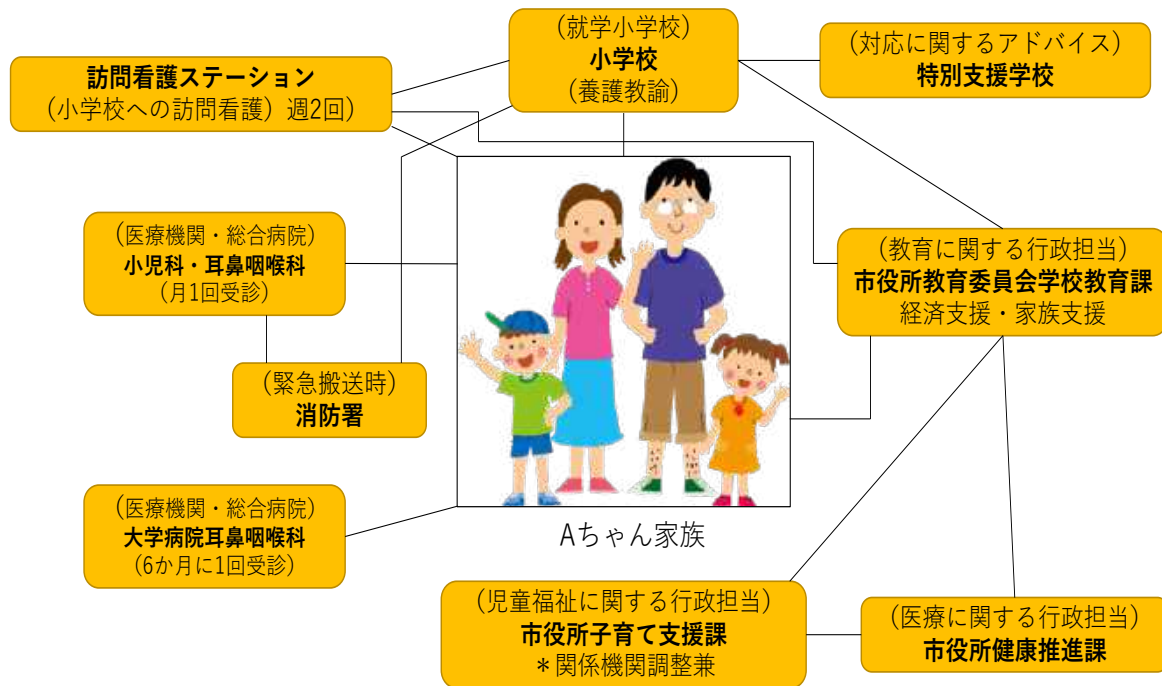 (就学小学校)
小学校
(養護教諭)
(対応に関するアドバイス)
特別支援学校
訪問看護ステーション
(小学校への訪問看護）週2回)
(医療機関・総合病院)
小児科・耳鼻咽喉科
(月1回受診)
(教育に関する行政担当)
市役所教育委員会学校教育課
経済支援・家族支援
(緊急搬送時)
消防署
(医療機関・総合病院)
大学病院耳鼻咽喉科
(6か月に1回受診)
Aちゃん家族
(児童福祉に関する行政担当)
市役所子育て支援課
＊関係機関調整兼
(医療に関する行政担当)
市役所健康推進課